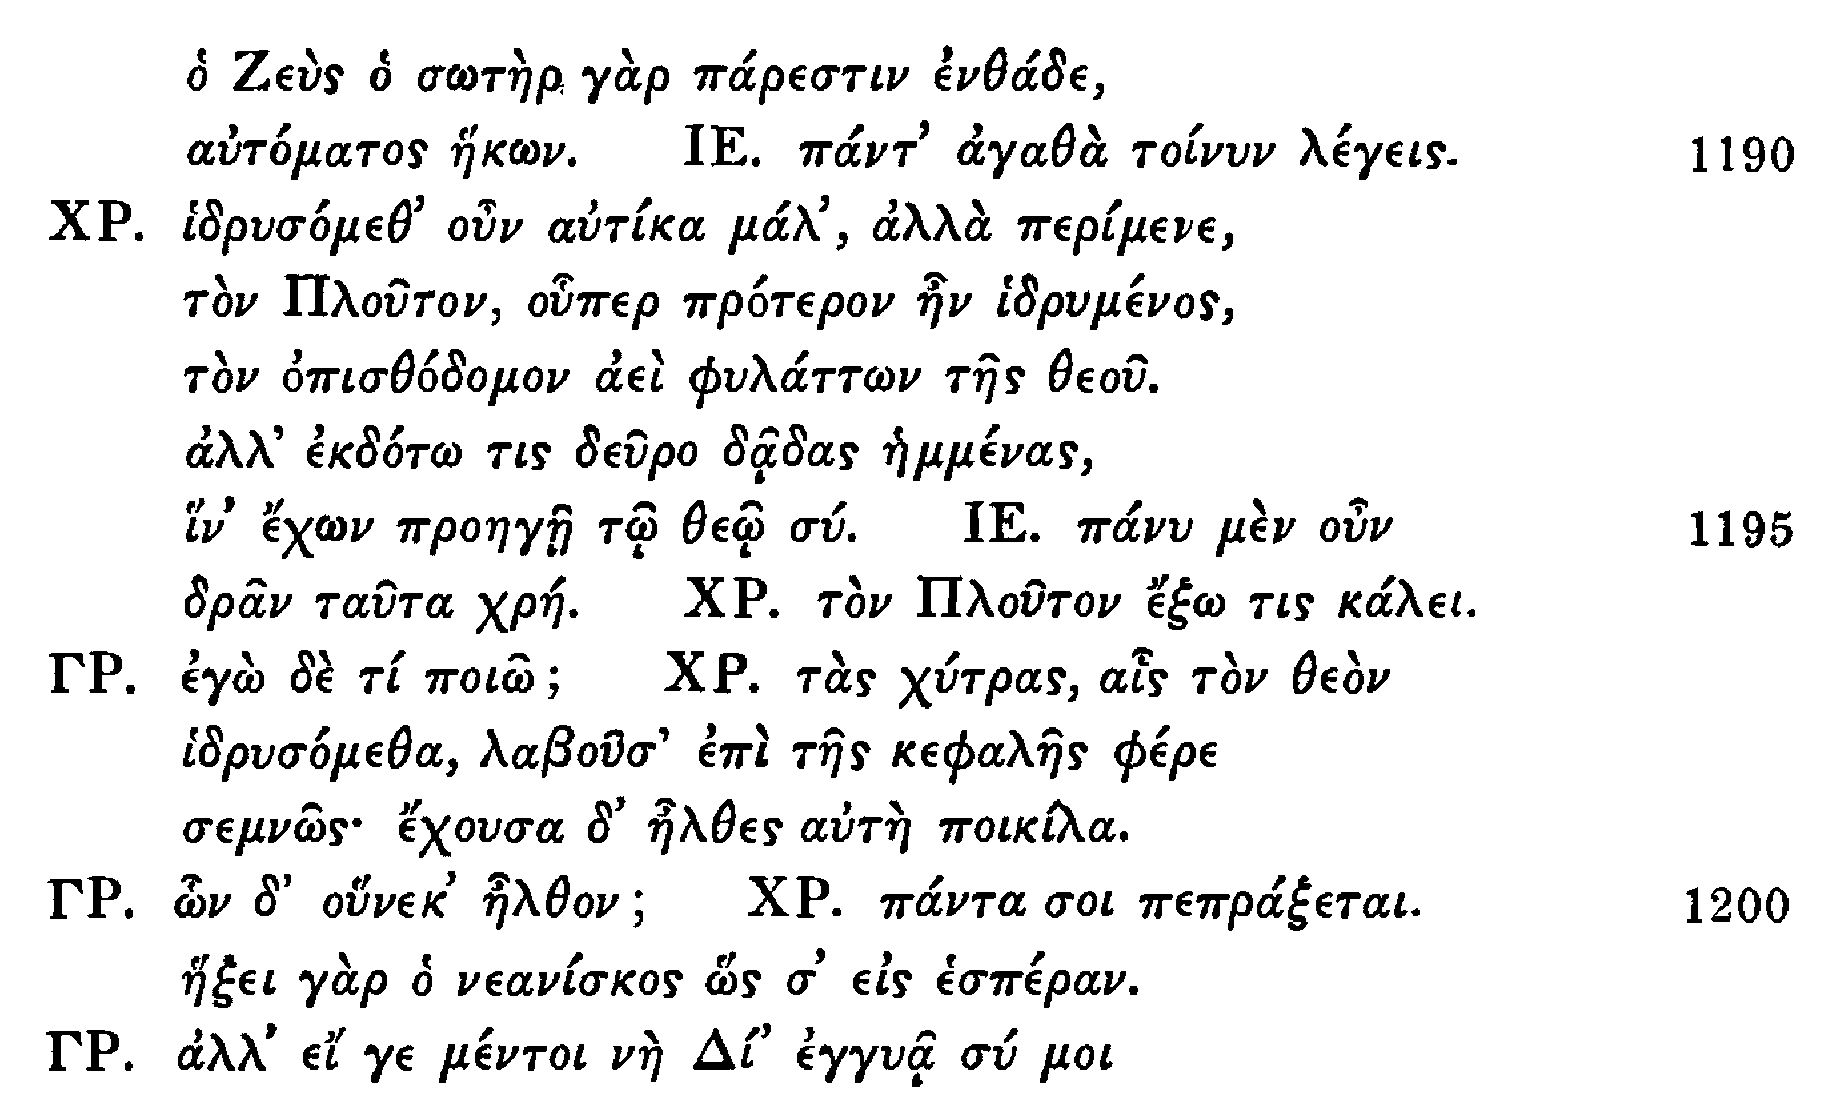 ὁ Ζεὺς ὁ σωτὴρ γὰρ πάρεστιν ἐνθάδε,
αὐτόματος ἥκων. ΙΕ. πάντ’ ἀγαθὰ τοίνυν λέγεις. 1190
ΧΡ. ἱδρυσόμεθ’ οὖν αὐτίκα μάλ’, ἀλλὰ περίμενε,
τὸν Πλοῦτον, οὗπερ πρότερον ἦν ἱδρυμένος,
τὸν ὀπισθόδομον ἀεὶ φυλάττων τῆς θεοῦ.
ἀλλ’ ἐκδότω τις δεῦρο δᾷδας ἡμμένας,
ἵν’ ἔχων προηγῇ τῷ θεῷ σύ. ΙΕ. πάνυ μὲν οὖν 1195
δρᾶν ταῦτα χρή. ΧΡ. τὸν Πλοῦτον ἔξω τις κάλει.
ΓΡ. ἐγὼ δὲ τί ποιῶ; ΧΡ. τὰς χύτρας, αἷς τὸν θεὸν
ἱδρυσόμεθα, λαβοῦσ’ ἐπὶ τῆς κεφαλῆς φέρε
σεμνῶς· ἔχουσα δ’ ἦλθες αὐτὴ ποικίλα.
ΓΡ. ὧν δ’ οὕνεκ’ ἦλθον; ΧΡ. πάντα σοι πεπράξεται. 1200
ἥξει γὰρ ὁ νεανίσκος ὥς σ’ εἰς ἑσπέραν.
ΓΡ. ἀλλ’ εἴ γε μέντοι νὴ Δί’ ἐγγυᾷ σύ μοι